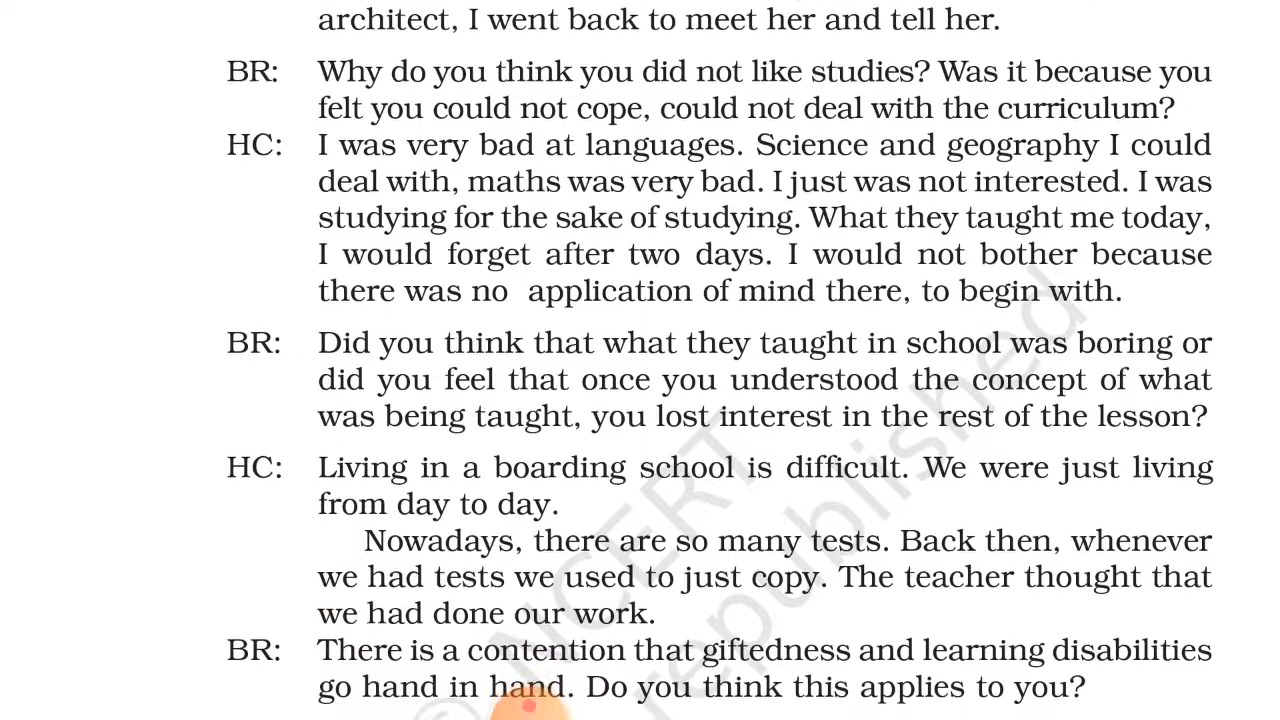 architect, I went back to meet her and tell her.
BR: Why do you think you did not like studies? Was it because you
felt you could not cope, could not deal with the curriculum?
HC: I was very bad at languages. Science and geography I could
deal with, maths was very bad. I just was not interested. I was
studying for the sake of studying. What they taught me today,
I would forget after two days. I would not bother because
there was no application of mind there, to begin with.
BR: Did you think that what they taught in school was boring or
did you feel that once you understood the concept of what
was being taught, you lost interest in the rest of the lesson?
HC: Living in a boarding school is difficult. We were just living
from day to day.
Nowadays, there are so many tests. Back then, whenever
we had tests we used to just copy. The teacher thought that
we had done our work.
BR: There is a contention that giftedness and learning disabilities
go hand in hand. Do you think this applies to you?
© NCERT
republished